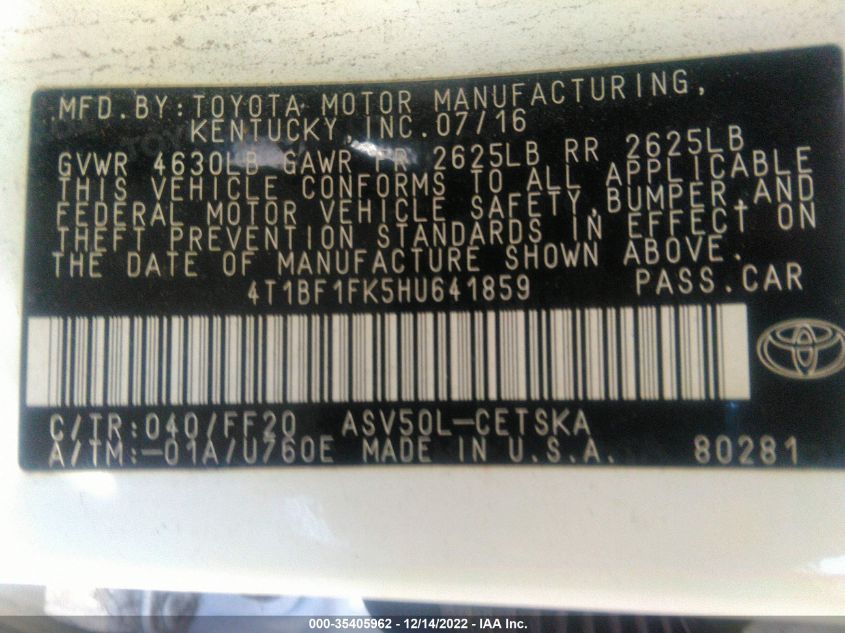 MFD.BY:TOYOTA MOTOR MANUFACTURING,
KENTUCKY,INC.07/16
GVWR 4630LB GAWR FR 2625LB RR 2625LB
THIS VEHICLE CONFORMS TO ALL APPLICABLE
FEDERAL MOTOR VEHICLE SAFETY,BUMPER,AND
THEFT PREVENTION STANDARDS IN EFFECT ON
THE DATE OF MANUFACTURE SHOWN ABOVE.
4T1BF1FK5HU641859 PASS.CAR
C/TR:040/FF20 ASV50L-CETSKA
A/TM:-01A/U760E MADE IN U.S.A. 80281
000-35405962 - 12/14/2022 - IAA Inc.